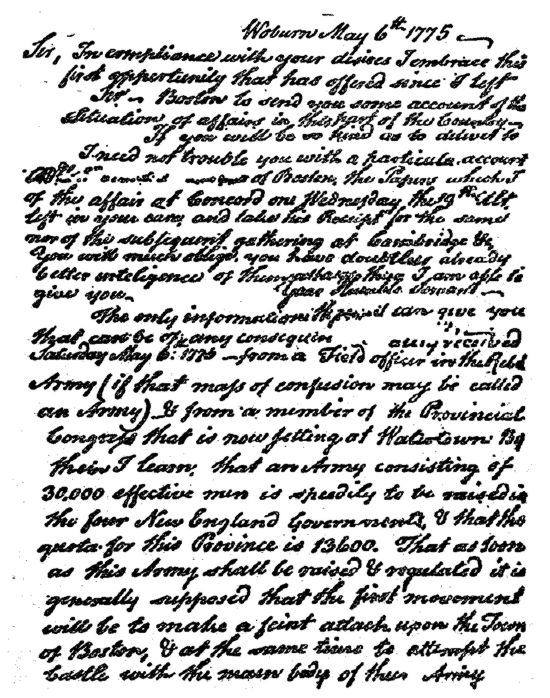 Woburn May 6th 1775
Sir, In compliance with your disires I embrace this
first oppertunity that has offered since I left
Sir Boston to send you some account of the
Situation of affairs in this part of the Country
If you will be so kind as to deliver to
I need not trouble you with a particular account
of Boston, the Papers which I
of the affair at Concord one Wednesday the 19th Ult
left in your care, and take his Receipt for the same
nor of the subsequent gathering at Cambridge &c
You will much oblige you have doubtless already
better inteligence of them gatherings than I am able to
give you. Your Humble Servant
The only information that I can give you
that can be of any consequin received
Saturday May 6: 1775 from a Field officer in the Rebel
Army (if that mass of confusion may be called
an Army) & from a member of the Provincial
Congress that is now setting at Watertown By
them I learn, that an Army consisting of
30,000 effective men is speedily to be raised in
the four New England Governments, & that the
quota for this Province is 13600. That as soon
as this Army shall be raised & regulated it is
generally supposed that the first movement
will be to make a feint attack upon the Town
of Boston, & at the same time to attempt the
Castle with the main body of their Army